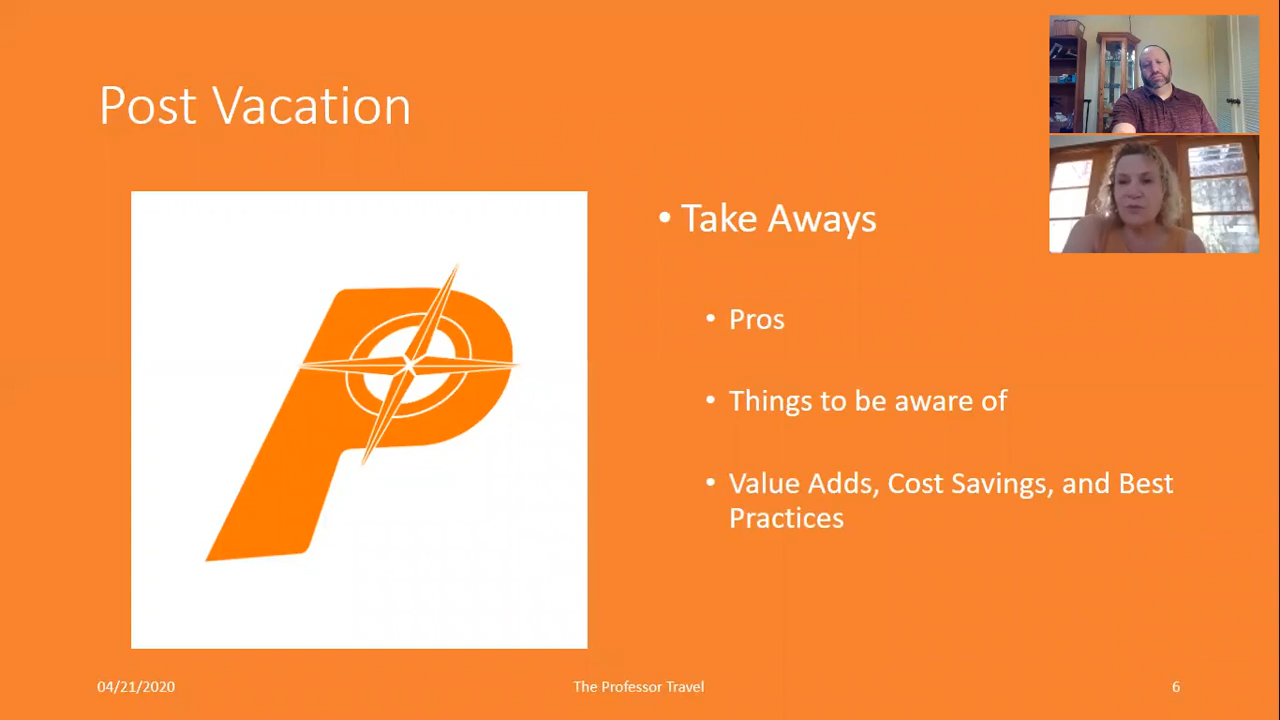 Post Vacation
• Take Aways
• Pros
• Things to be aware of
• Value Adds, Cost Savings, and Best
Practices
04/21/2020
The Professor Travel
6